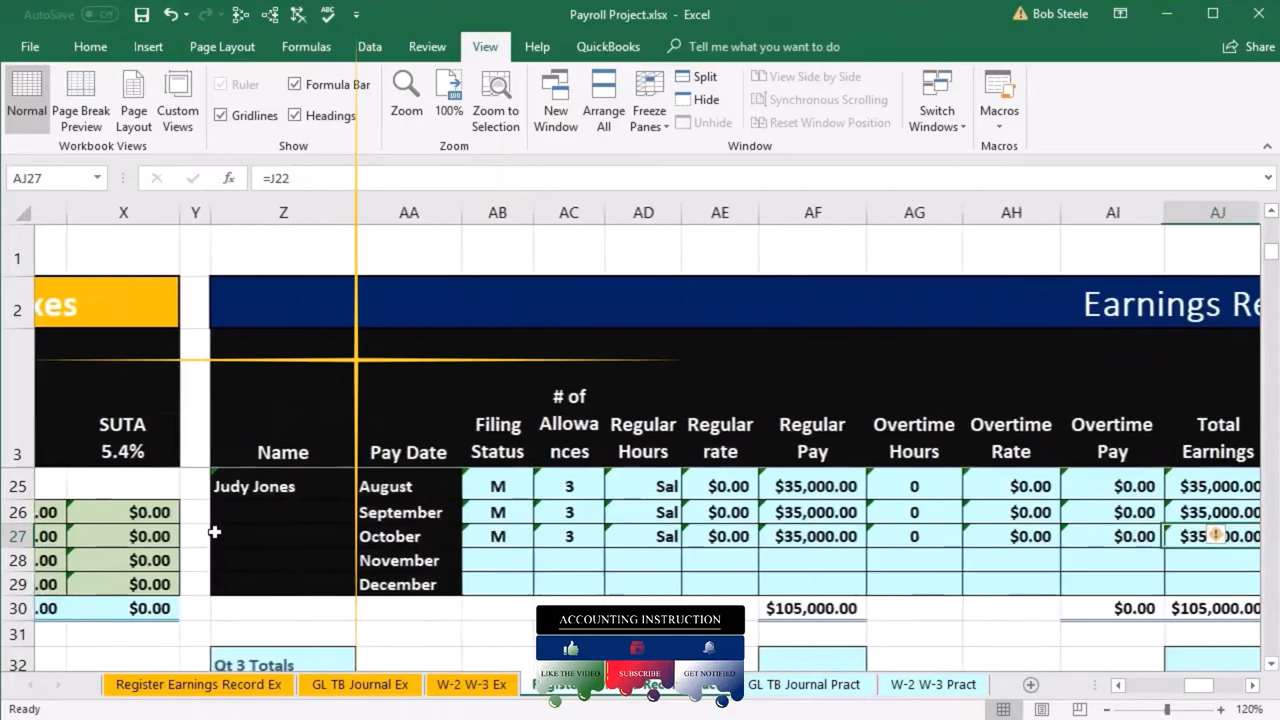 AutoSave Off Payroll Project.xlsx - Excel Bob Steele
File Home Insert Page Layout Formulas Data Review View Help QuickBooks Tell me what you want to do Share
Normal Page Break Preview Page Layout Custom Views
Ruler Formula Bar
Gridlines Headings
Zoom 100% Zoom to Selection
New Window Arrange All Freeze Panes
Split
Hide
Unhide
View Side by Side
Synchronous Scrolling
Reset Window Position
Switch Windows Macros
Workbook Views Show Zoom Window Macros
AJ27 fx =J22
X Y Z AA AB AC AD AE AF AG AH AI AJ
1
2 xes Earnings Re
3 SUTA 5.4% Name Pay Date Filing Status # of Allowa nces Regular Hours Regular rate Regular Pay Overtime Hours Overtime Rate Overtime Pay Total Earnings
25 Judy Jones August M 3 Sal $0.00 $35,000.00 0 $0.00 $0.00 $35,000.00
26 .00 $0.00 September M 3 Sal $0.00 $35,000.00 0 $0.00 $0.00 $35,000.00
27 .00 $0.00 October M 3 Sal $0.00 $35,000.00 0 $0.00 $0.00 $35 00.00
28 .00 $0.00 November
29 .00 $0.00 December
30 .00 $0.00 $105,000.00 $0.00 $105,000.00
31
32 Qt 3 Totals
ACCOUNTING INSTRUCTION
LIKE THE VIDEO SUBSCRIBE GET NOTIFIED
Register Earnings Record Ex GL TB Journal Ex W-2 W-3 Ex GL TB Journal Pract W-2 W-3 Pract
Ready 120%